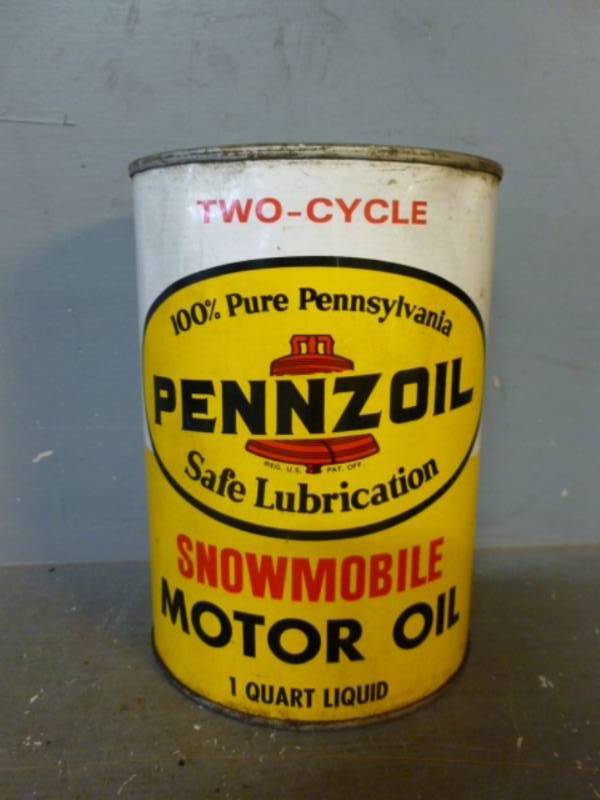 TWO-CYCLE
100% Pure Pennsylvania
PENNZOIL
REG. U.S. PAT. OFF.
Safe Lubrication
SNOWMOBILE
MOTOR OIL
1 QUART LIQUID